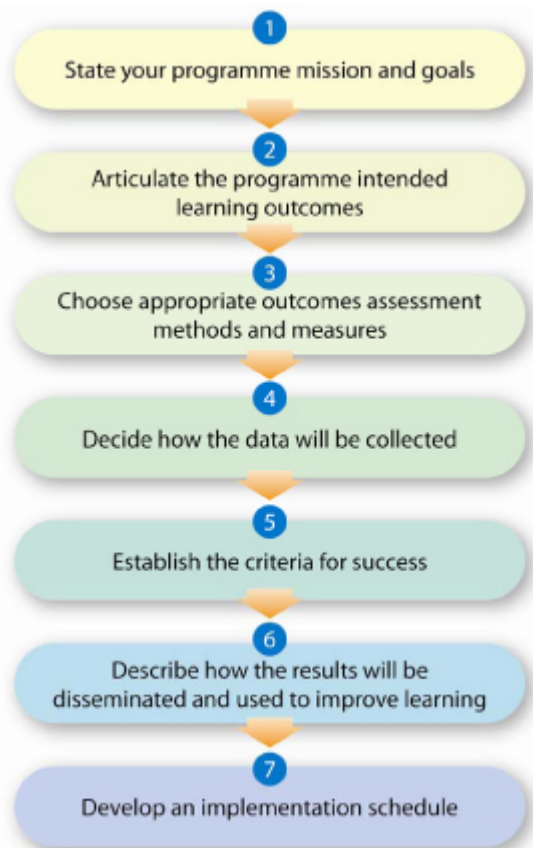 1
State your programme mission and goals
2
Articulate the programme intended
learning outcomes
3
Choose appropriate outcomes assessment
methods and measures
4
Decide how the data will be collected
5
Establish the criteria for success
6
Describe how the results will be
disseminated and used to improve learning
7
Develop an implementation schedule